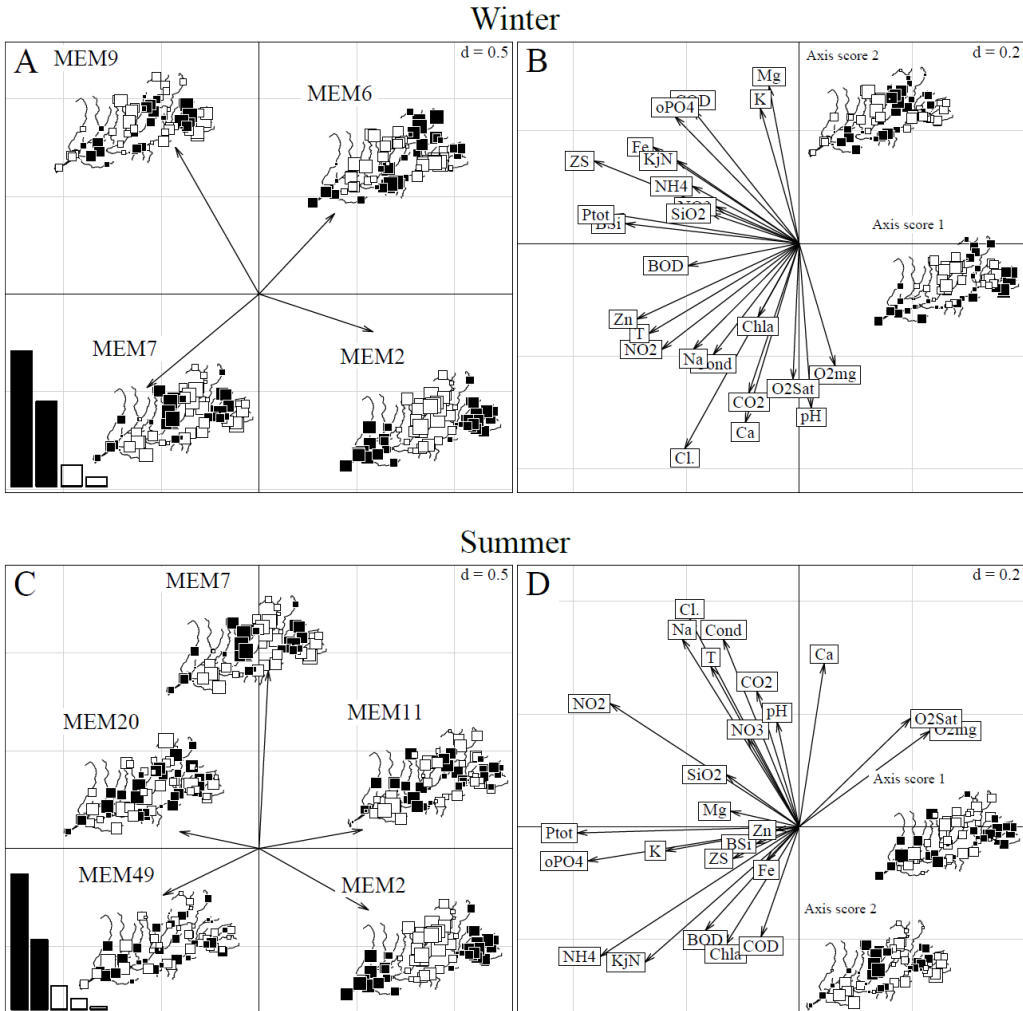 Winter
A
d = 0.5
MEM9
MEM6
MEM7
MEM2
B
d = 0.2
Axis score 2
Mg
K
oPO4
Fe
KjN
ZS
NH4
SiO2
Ptot
BSi
Axis score 1
BOD
Zn
Chla
T
NO2
Na
Cond
O2mg
O2Sat
CO2
pH
Ca
Cl.
Summer
C
d = 0.5
MEM7
MEM20
MEM11
MEM49
MEM2
D
d = 0.2
Cl.
Na
Cond
T
Ca
CO2
NO2
pH
O2Sat
O2mg
NO3
SiO2
Axis score 1
Mg
Zn
Ptot
BSi
K
oPO4
ZS
Fe
Axis score 2
BOD
COD
Chla
NH4
KjN